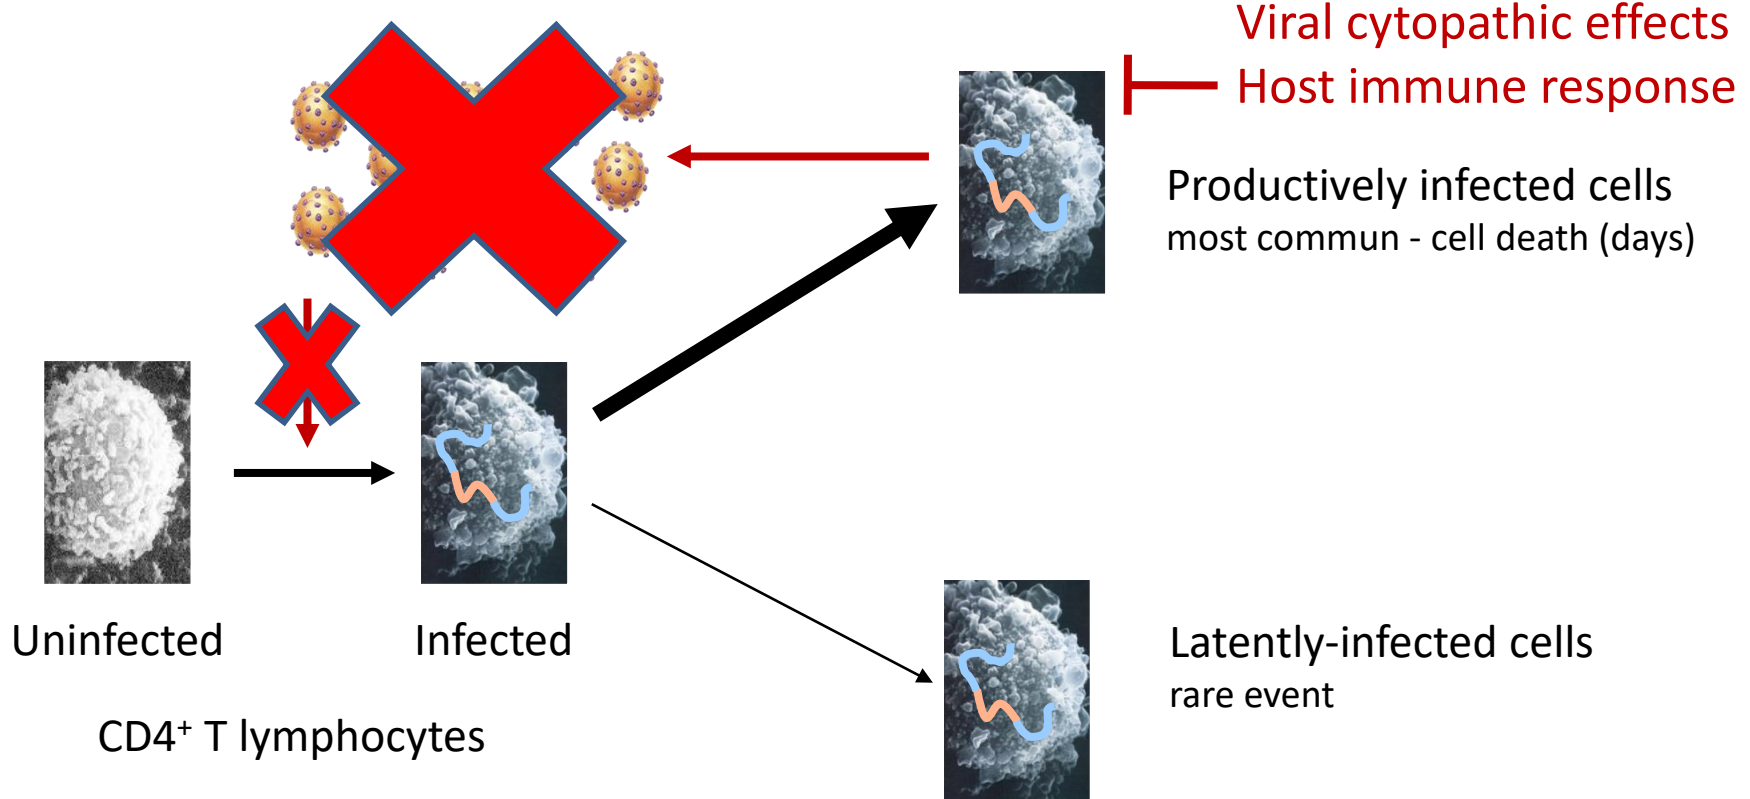 Viral cytopathic effects
Host immune response
Productively infected cells
most commun - cell death (days)
Uninfected
Infected
CD4⁺ T lymphocytes
Latently-infected cells
rare event